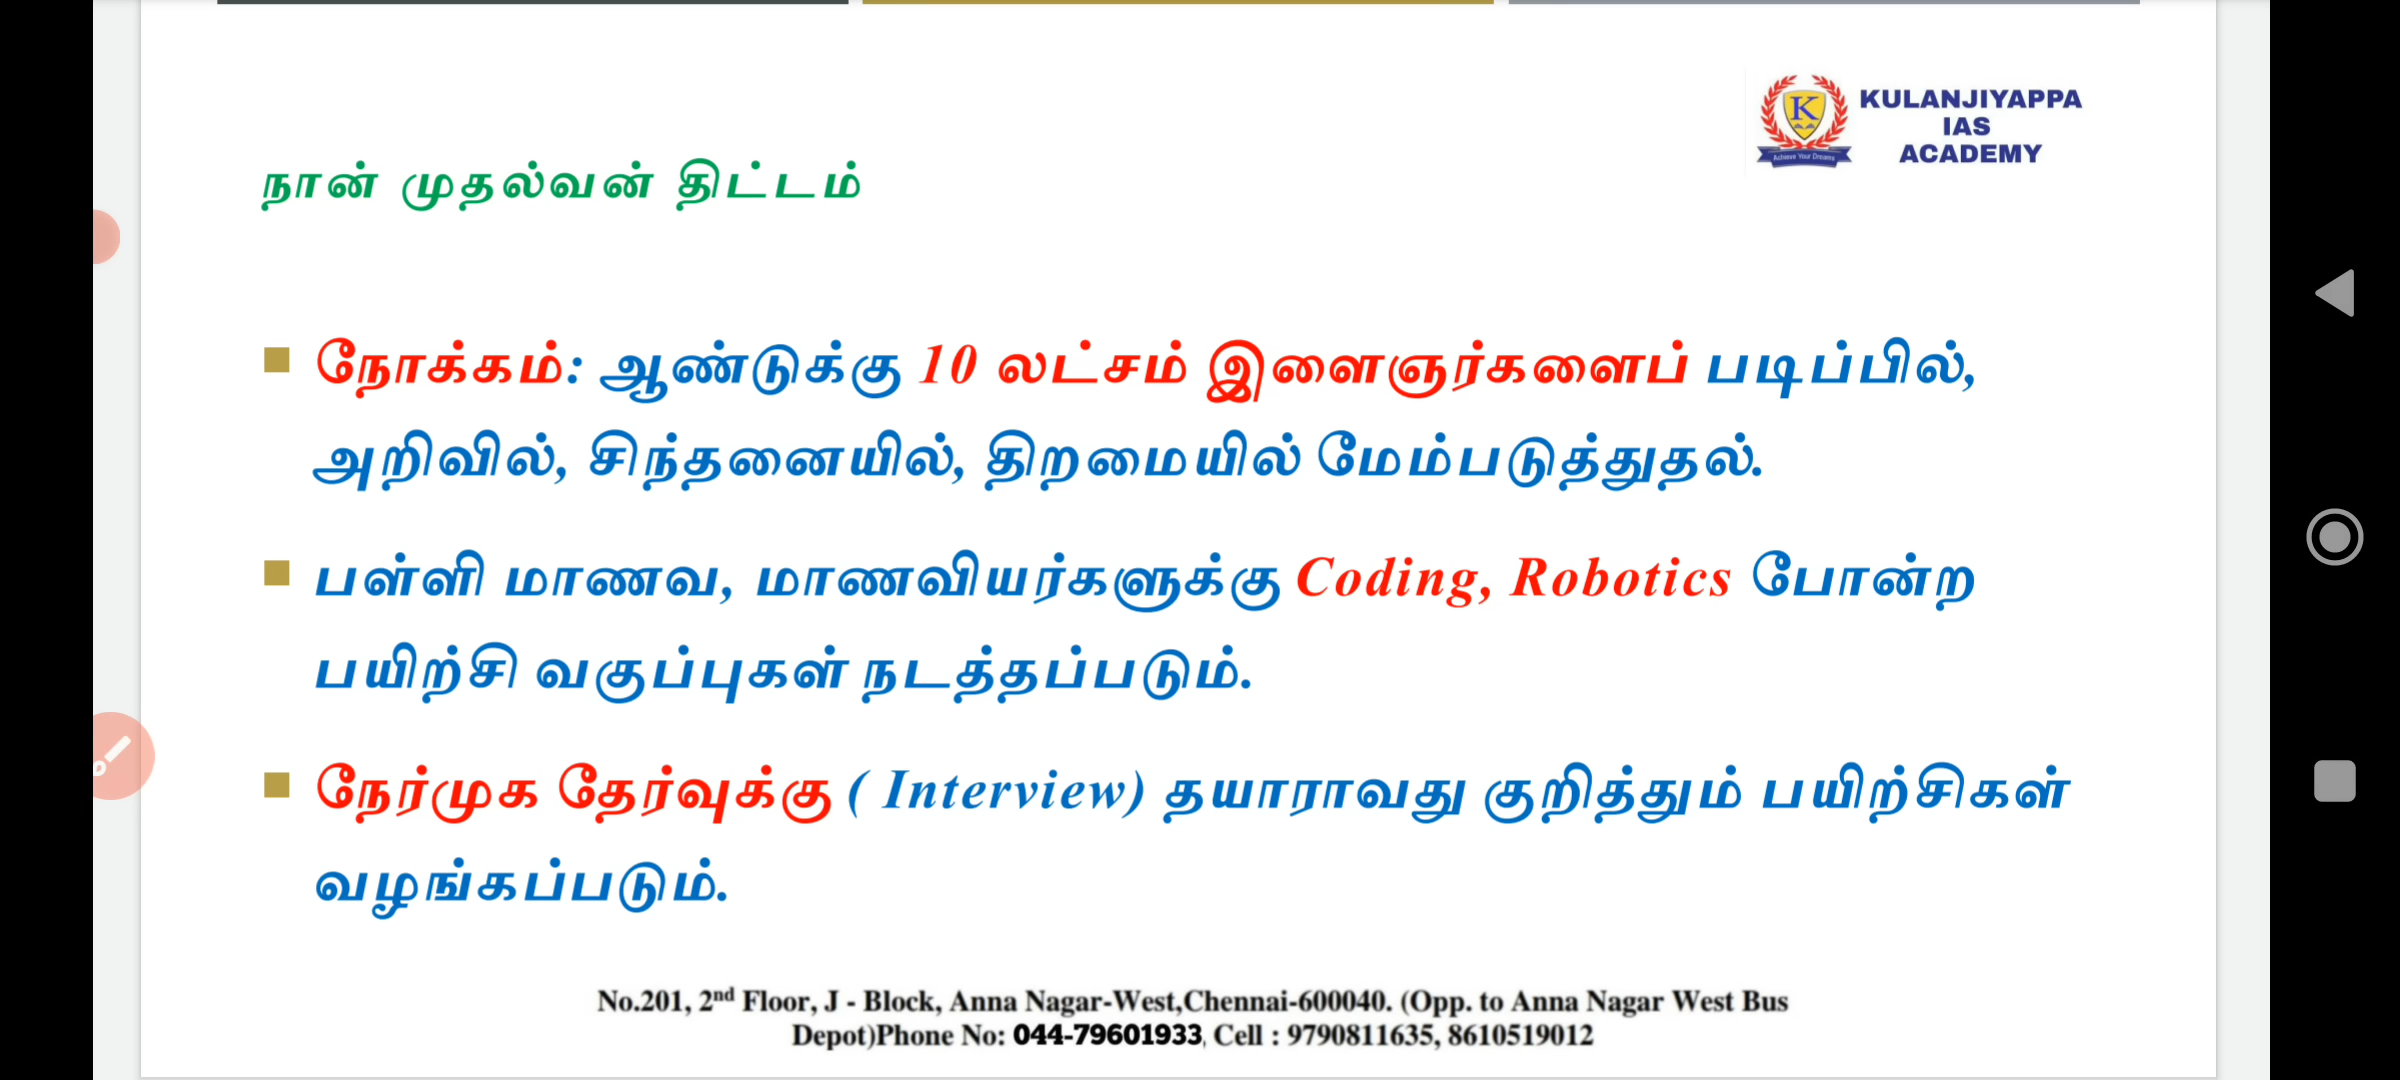 KULANJIYAPPA
IAS
ACADEMY
K
Achieve Your Dreams
நான் முதல்வன் திட்டம்
நோக்கம்: ஆண்டுக்கு 10 லட்சம் இளைஞர்களைப் படிப்பில்,
அறிவில், சிந்தனையில், திறமையில் மேம்படுத்துதல்.
பள்ளி மாணவ, மாணவியர்களுக்கு Coding, Robotics போன்ற
பயிற்சி வகுப்புகள் நடத்தப்படும்.
நேர்முக தேர்வுக்கு ( Interview) தயாராவது குறித்தும் பயிற்சிகள்
வழங்கப்படும்.
No.201, 2nd Floor, J - Block, Anna Nagar-West,Chennai-600040. (Opp. to Anna Nagar West Bus
Depot)Phone No: 044-79601933, Cell : 9790811635, 8610519012